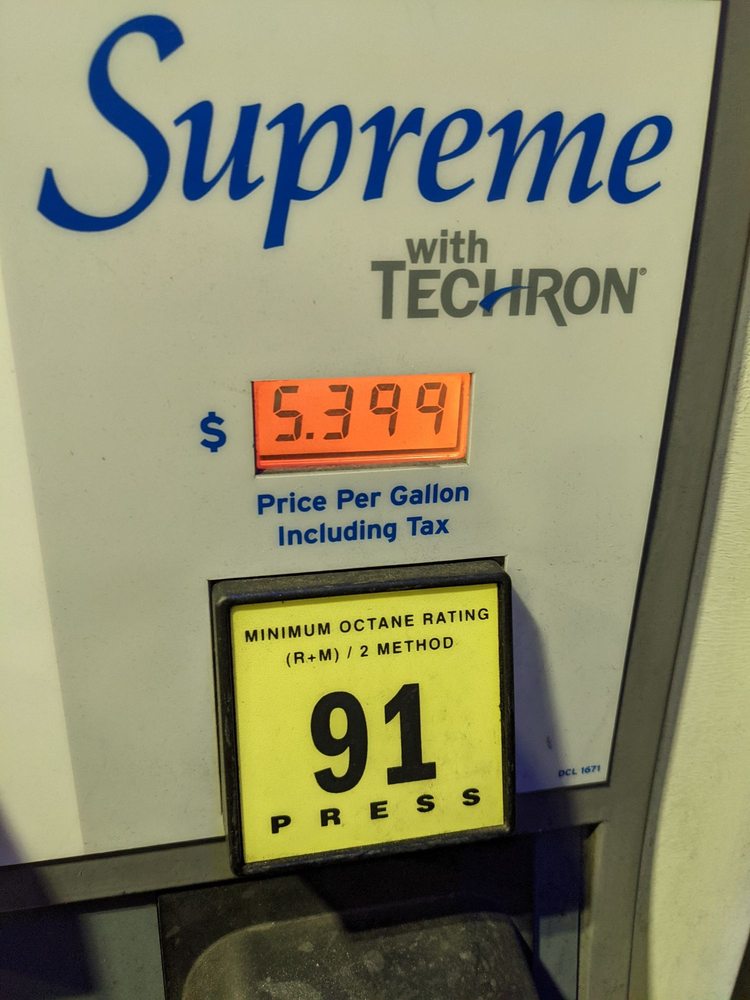 Supreme
with
TECHRON®
$ 5.399
Price Per Gallon
Including Tax
MINIMUM OCTANE RATING
(R+M) / 2 METHOD
91
PRESS
DCL 1671